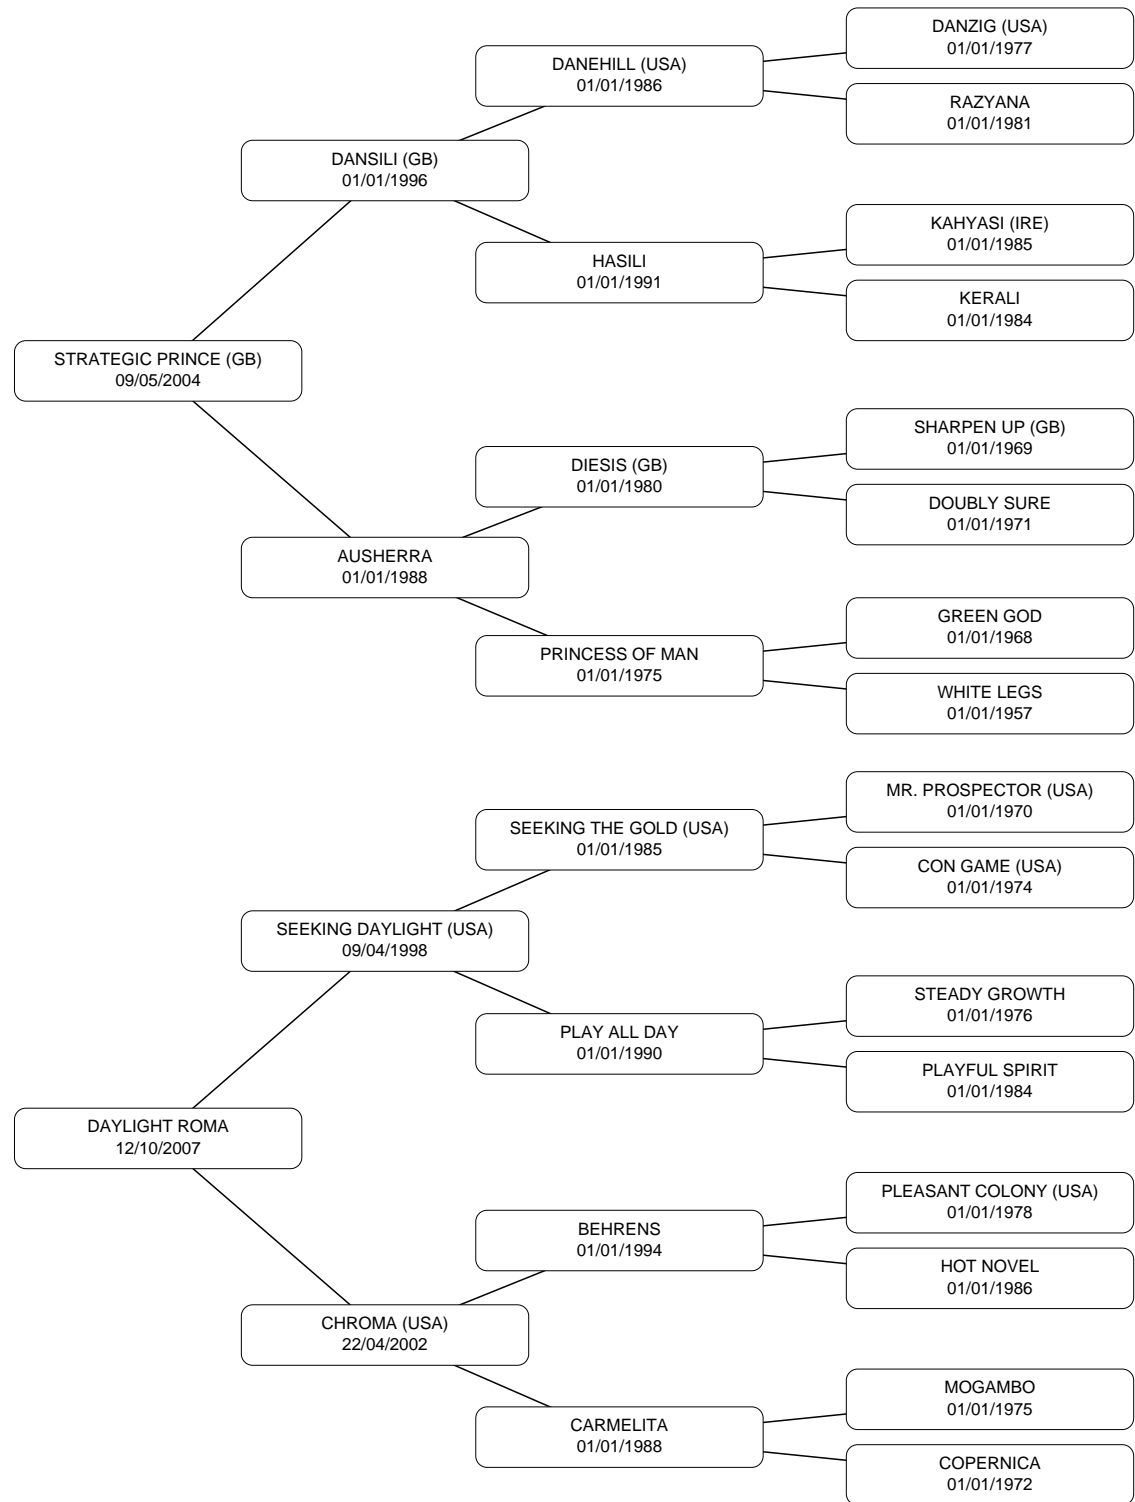 DANZIG (USA)
01/01/1977
DANEHILL (USA)
01/01/1986
RAZYANA
01/01/1981
DANSILI (GB)
01/01/1996
KAHYASI (IRE)
01/01/1985
HASILI
01/01/1991
KERALI
01/01/1984
STRATEGIC PRINCE (GB)
09/05/2004
SHARPEN UP (GB)
01/01/1969
DIESIS (GB)
01/01/1980
DOUBLY SURE
01/01/1971
AUSHERRA
01/01/1988
GREEN GOD
01/01/1968
PRINCESS OF MAN
01/01/1975
WHITE LEGS
01/01/1957
MR. PROSPECTOR (USA)
01/01/1970
SEEKING THE GOLD (USA)
01/01/1985
CON GAME (USA)
01/01/1974
SEEKING DAYLIGHT (USA)
09/04/1998
STEADY GROWTH
01/01/1976
PLAY ALL DAY
01/01/1990
PLAYFUL SPIRIT
01/01/1984
DAYLIGHT ROMA
12/10/2007
PLEASANT COLONY (USA)
01/01/1978
BEHRENS
01/01/1994
HOT NOVEL
01/01/1986
CHROMA (USA)
22/04/2002
MOGAMBO
01/01/1975
CARMELITA
01/01/1988
COPERNICA
01/01/1972